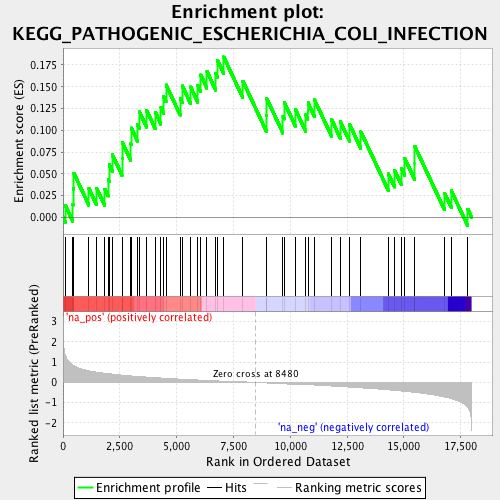 Enrichment plot:
KEGG_PATHOGENIC_ESCHERICHIA_COLI_INFECTION
Enrichment score (ES)
0.175
0.150
0.125
0.100
0.075
0.050
0.025
0.000
Ranked list metric (PreRanked)
3
2
1
0
-1
-2
'na_pos' (positively correlated)
Zero cross at 8480
'na_neg' (negatively correlated)
0 2,500 5,000 7,500 10,000 12,500 15,000 17,500
Rank in Ordered Dataset
Enrichment profile Hits Ranking metric scores